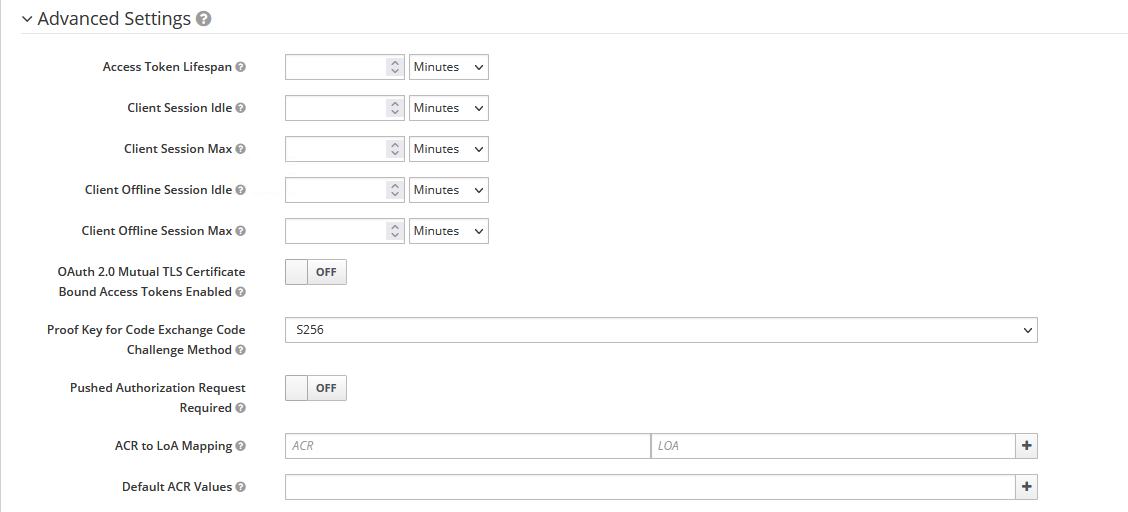 Advanced Settings ?
Access Token Lifespan ? Minutes
Client Session Idle ? Minutes
Client Session Max ? Minutes
Client Offline Session Idle ? Minutes
Client Offline Session Max ? Minutes
OAuth 2.0 Mutual TLS Certificate
Bound Access Tokens Enabled ? OFF
Proof Key for Code Exchange Code
Challenge Method ? S256
Pushed Authorization Request
Required ? OFF
ACR to LoA Mapping ? ACR LOA +
Default ACR Values ? +